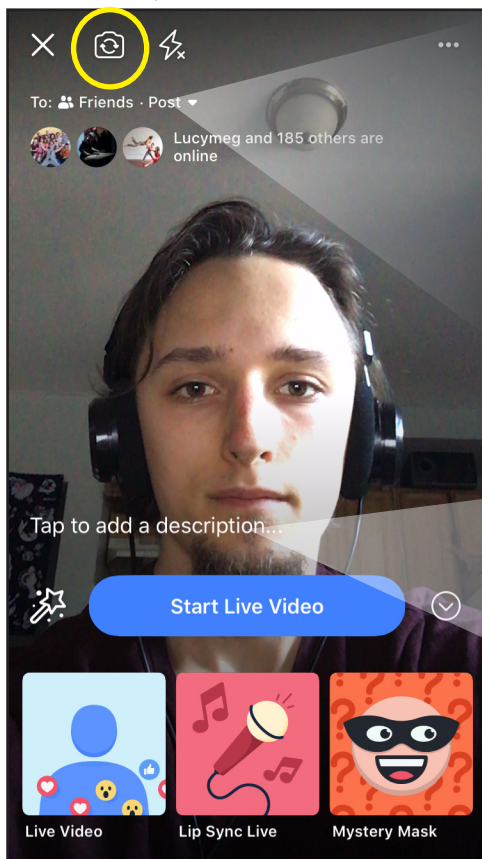 To: Friends · Post
Lucymeg and 185 others are
online
Tap to add a description...
Start Live Video
Live Video
Lip Sync Live
Mystery Mask